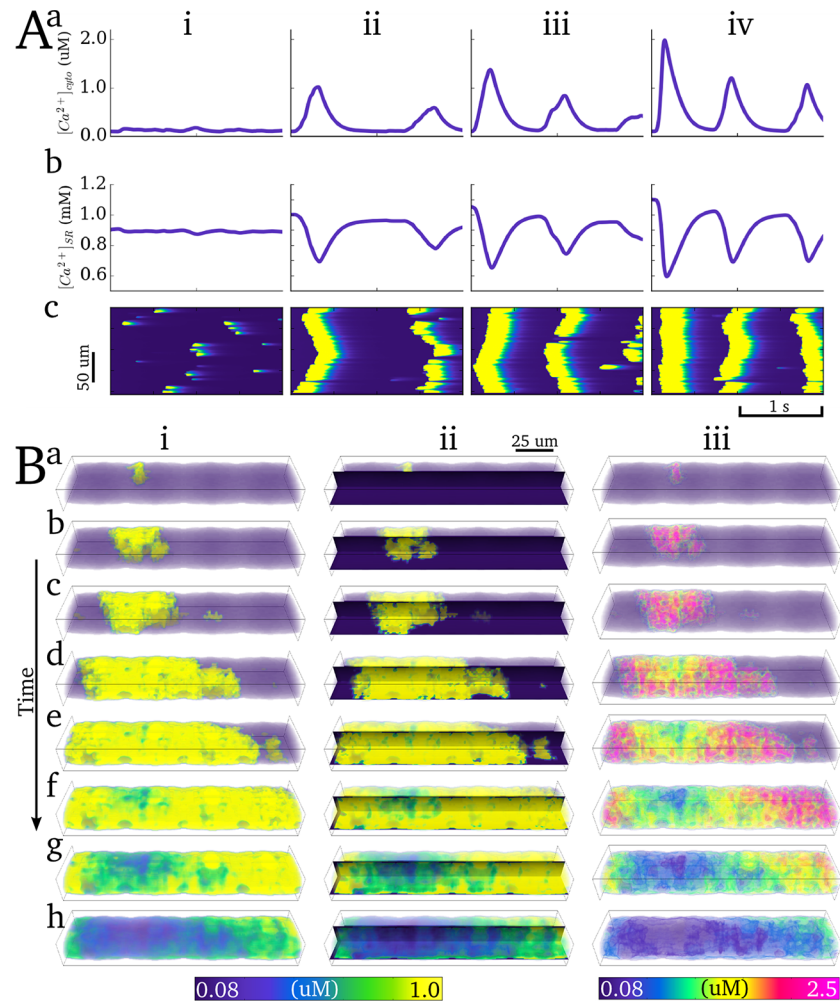 A
a
i
ii
iii
iv
[Ca²⁺]cyto (uM)
2.0
1.0
0.0
b
[Ca²⁺]SR (mM)
1.2
1.0
0.8
0.6
c
50 um
1 s
B
i
ii
25 um
iii
a
b
c
d
e
f
g
h
Time
0.08 (uM) 1.0
0.08 (uM) 2.5